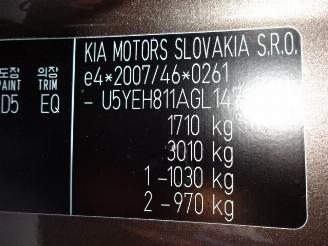 KIA MOTORS SLOVAKIA S.R.O.
e4*2007/46*0261
- U5YEH811AGL147
1710 kg
3010 kg
1-1030 kg
2-970 kg
도장 의장
PAINT TRIM
D5 EQ